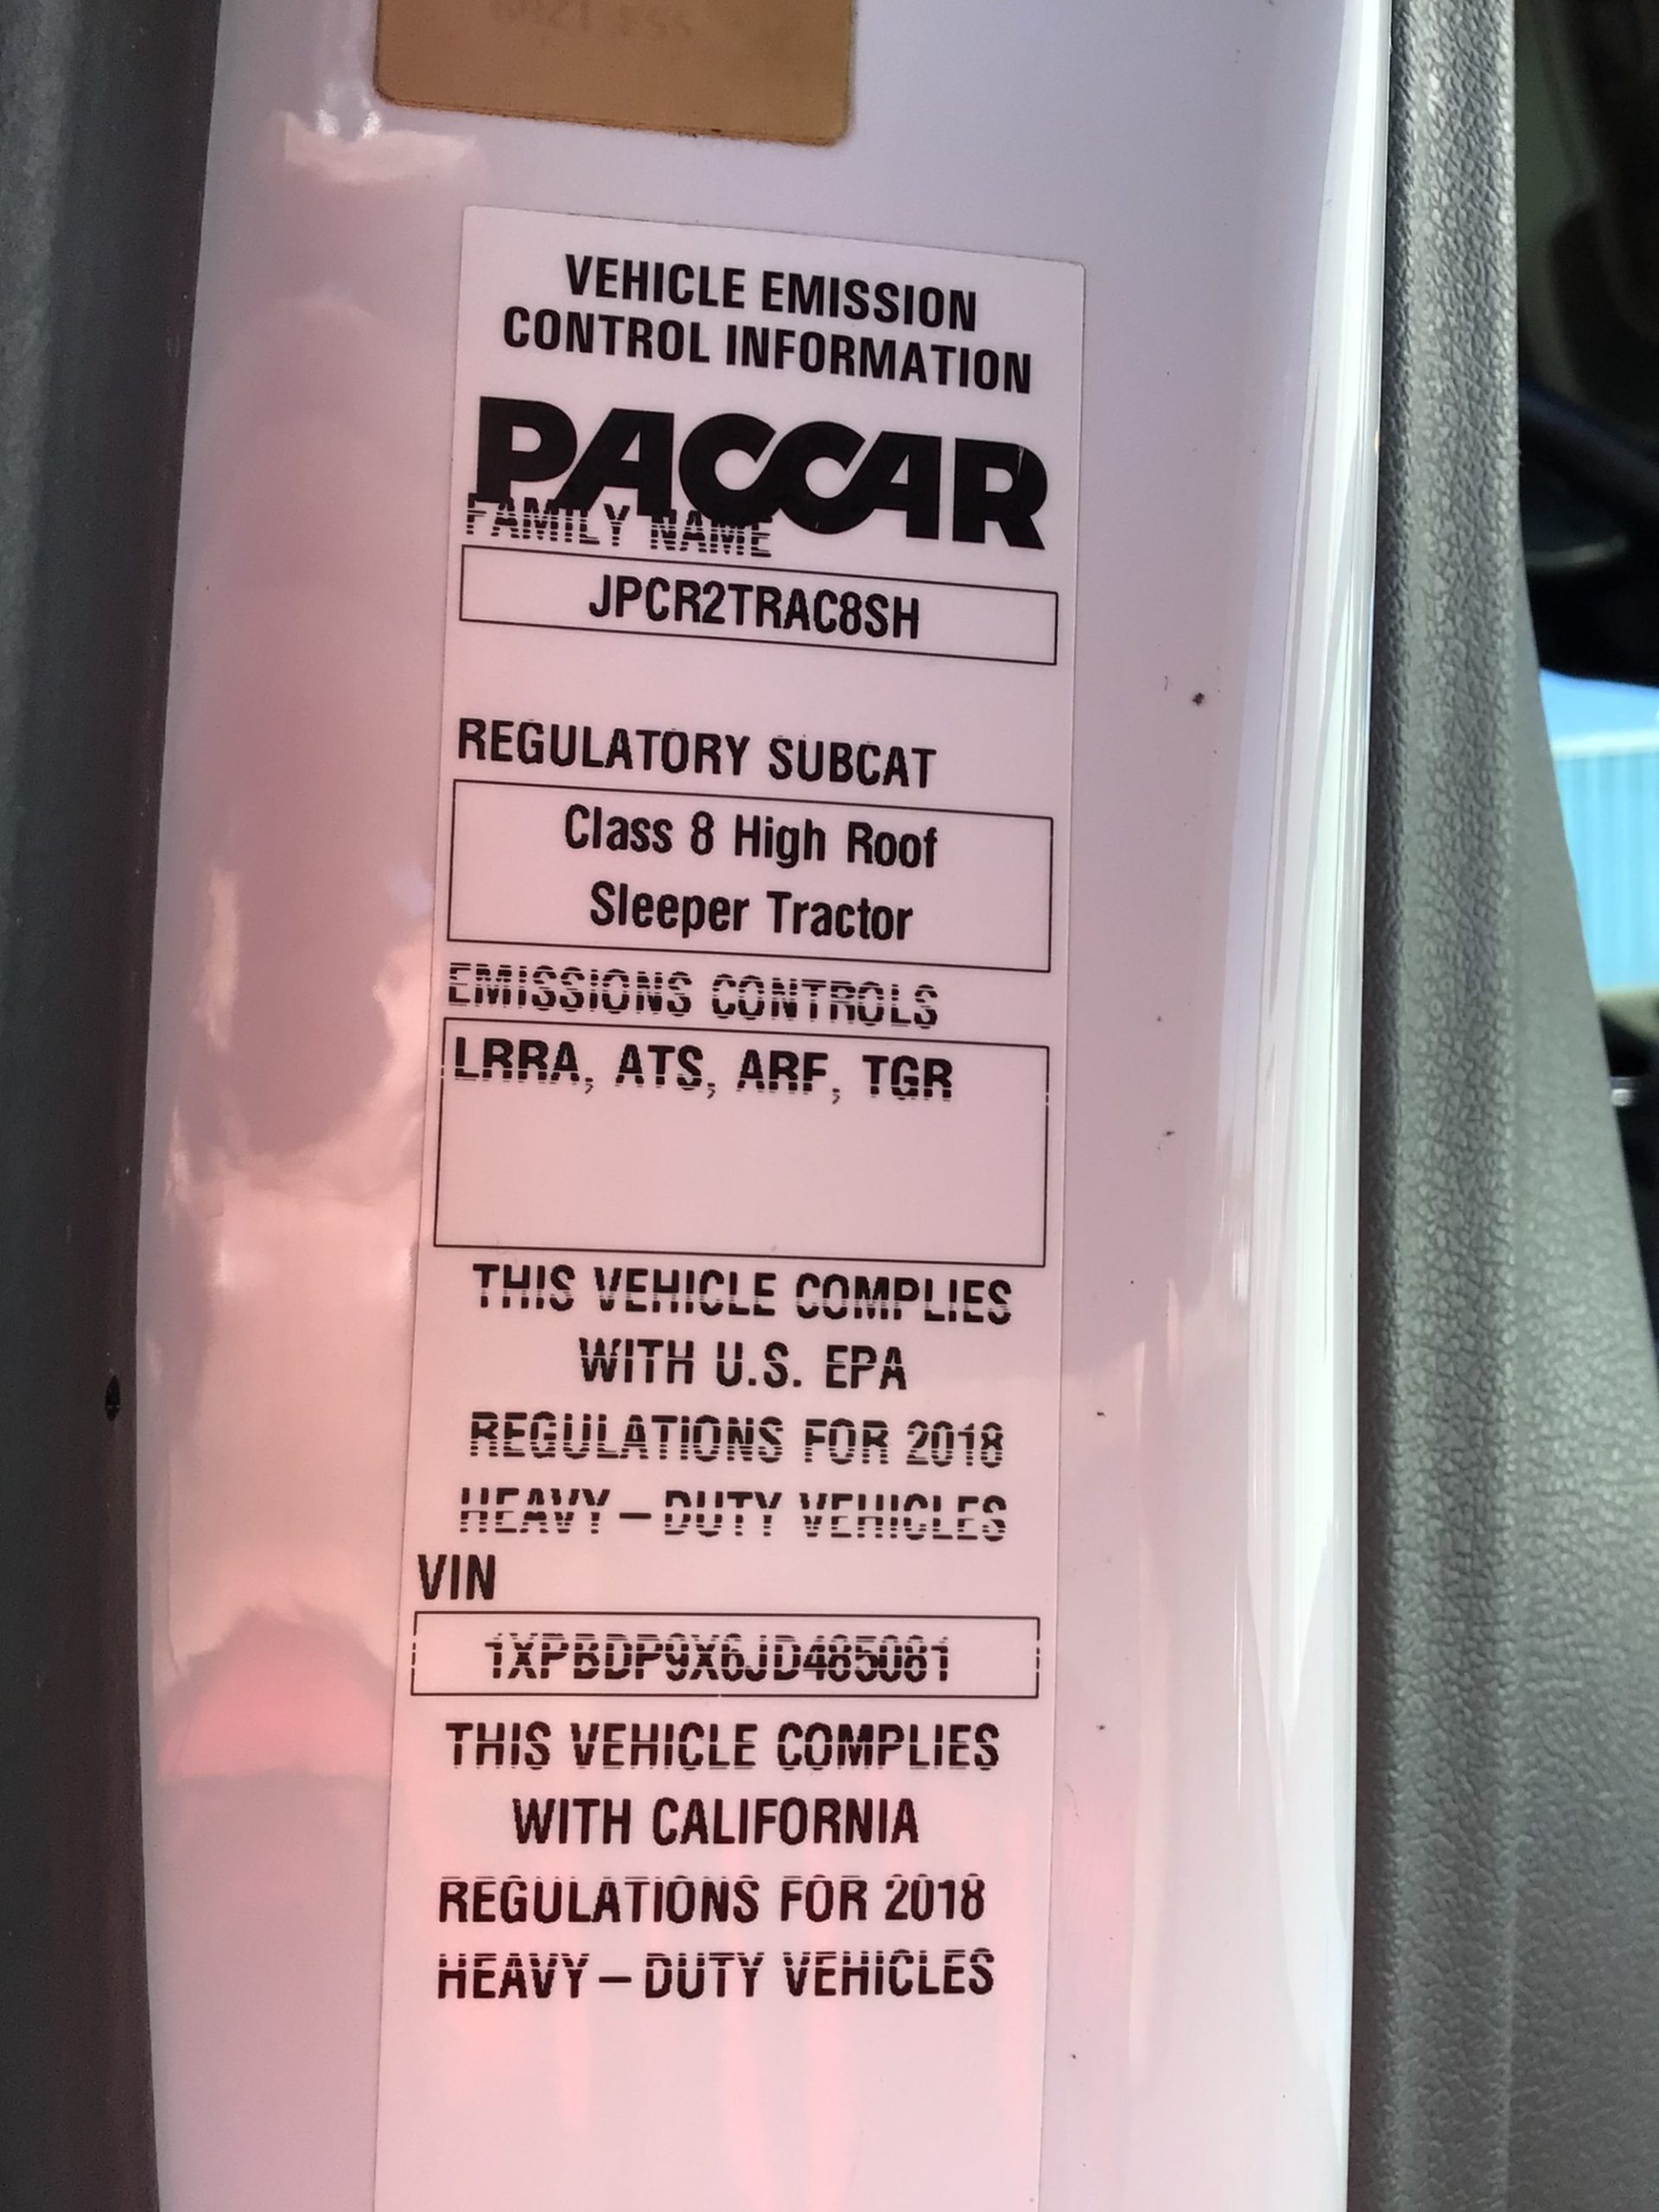 VEHICLE EMISSION
CONTROL INFORMATION
PACCAR
FAMILY NAME
JPCR2TRAC8SH
REGULATORY SUBCAT
Class 8 High Roof
Sleeper Tractor
EMISSIONS CONTROLS
LRRA, ATS, ARF, TGR
THIS VEHICLE COMPLIES
WITH U.S. EPA
REGULATIONS FOR 2018
HEAVY – DUTY VEHICLES
VIN
1XPBDP9X6JD485081
THIS VEHICLE COMPLIES
WITH CALIFORNIA
REGULATIONS FOR 2018
HEAVY – DUTY VEHICLES